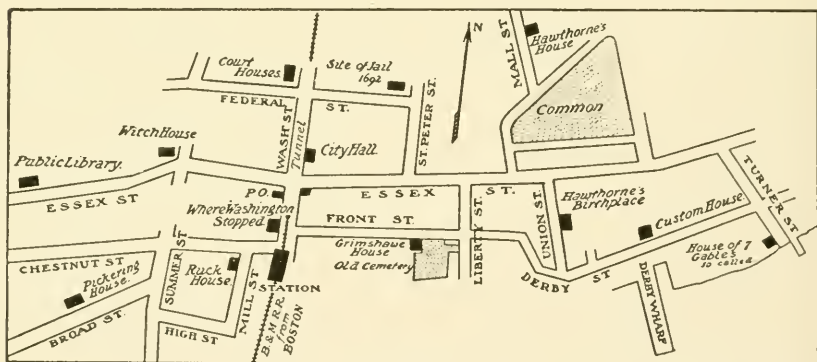 Court
Houses.
Site of Jail
1692
N
MALL ST
Hawthorne's
House
Common
FEDERAL ST.
WASH. ST
Tunnel
ST. PETER ST.
Witch House
City Hall.
Public Library.
ESSEX ST
P.O.
ESSEX ST.
Where Washington
Stopped.
FRONT ST.
LIBERTY ST.
UNION ST.
Hawthorne's
Birthplace
Custom House
TURNER ST
SUMMER ST
Grimshawe
House
Old Cemetery
CHESTNUT ST
Pickering
House.
Ruck
House
MILL ST
STATION
DERBY ST
House of 7
Gables
so called
DERBY WHARF
BROAD ST.
HIGH ST
B. & M. R.R.
from
BOSTON